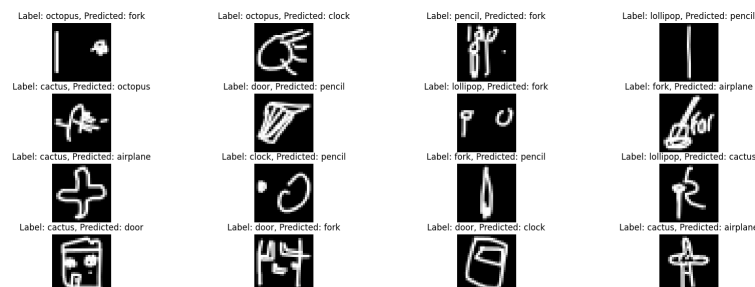 Label: octopus, Predicted: fork
Label: octopus, Predicted: clock
Label: pencil, Predicted: fork
Label: lollipop, Predicted: pencil
Label: cactus, Predicted: octopus
Label: door, Predicted: pencil
Label: lollipop, Predicted: fork
Label: fork, Predicted: airplane
for
Label: cactus, Predicted: airplane
Label: clock, Predicted: pencil
Label: fork, Predicted: pencil
Label: lollipop, Predicted: cactus
Label: cactus, Predicted: door
Label: door, Predicted: fork
Label: door, Predicted: clock
Label: cactus, Predicted: airplane